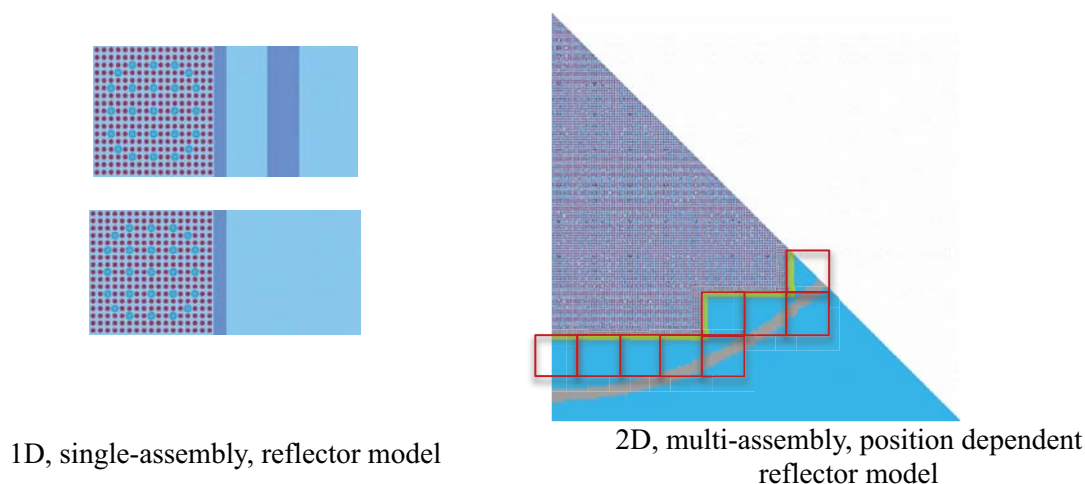 1D, single-assembly, reflector model
2D, multi-assembly, position dependent
reflector model